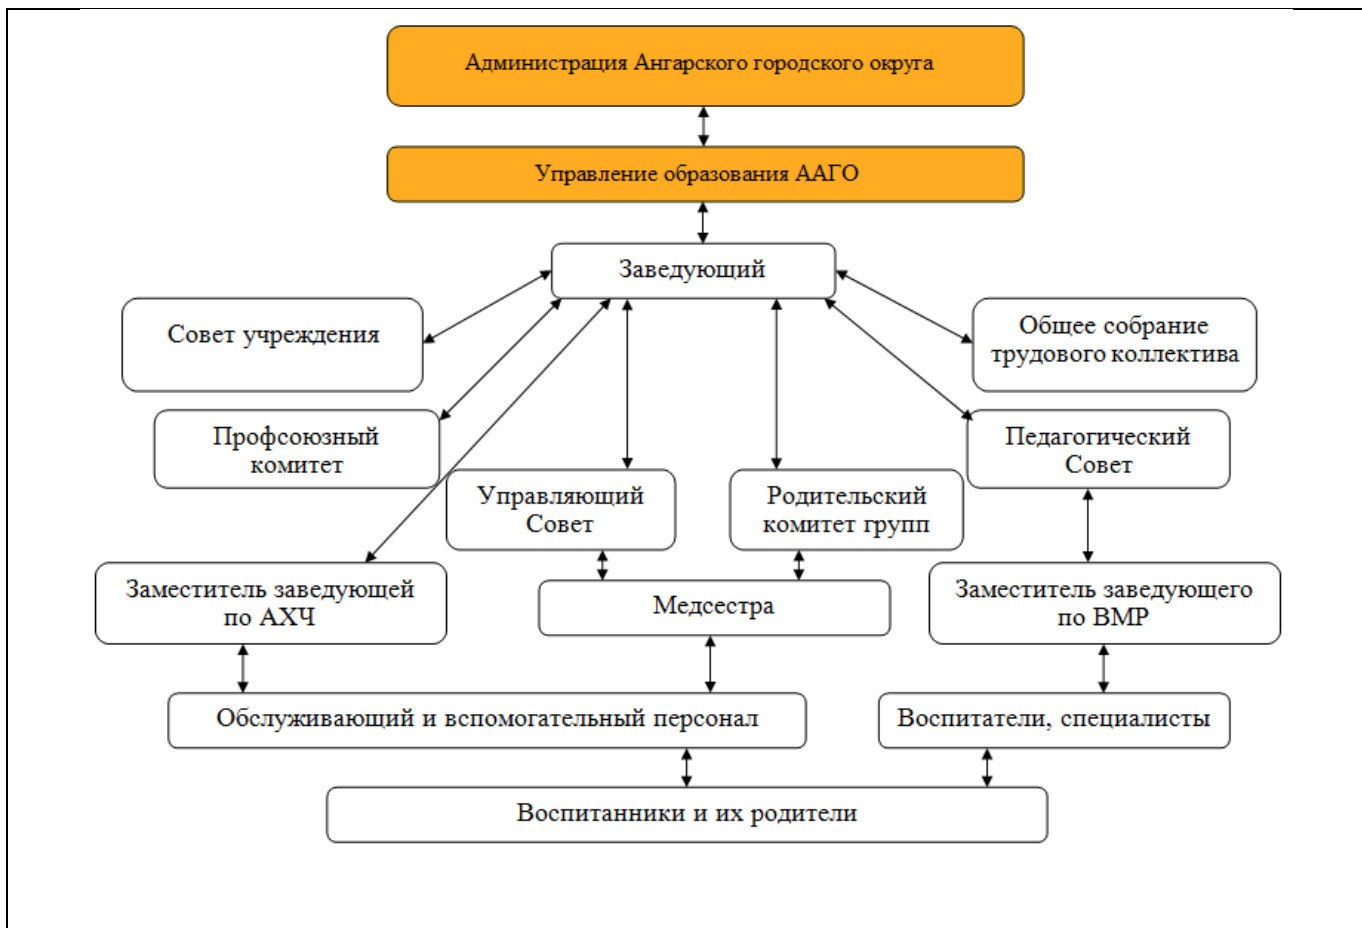 Администрация Ангарского городского округа
Управление образования ААГО
Заведующий
Совет учреждения
Общее собрание
трудового коллектива
Профсоюзный
комитет
Педагогический
Совет
Управляющий
Совет
Родительский
комитет групп
Заместитель заведующей
по АХЧ
Медсестра
Заместитель заведующего
по ВМР
Обслуживающий и вспомогательный персонал
Воспитатели, специалисты
Воспитанники и их родители